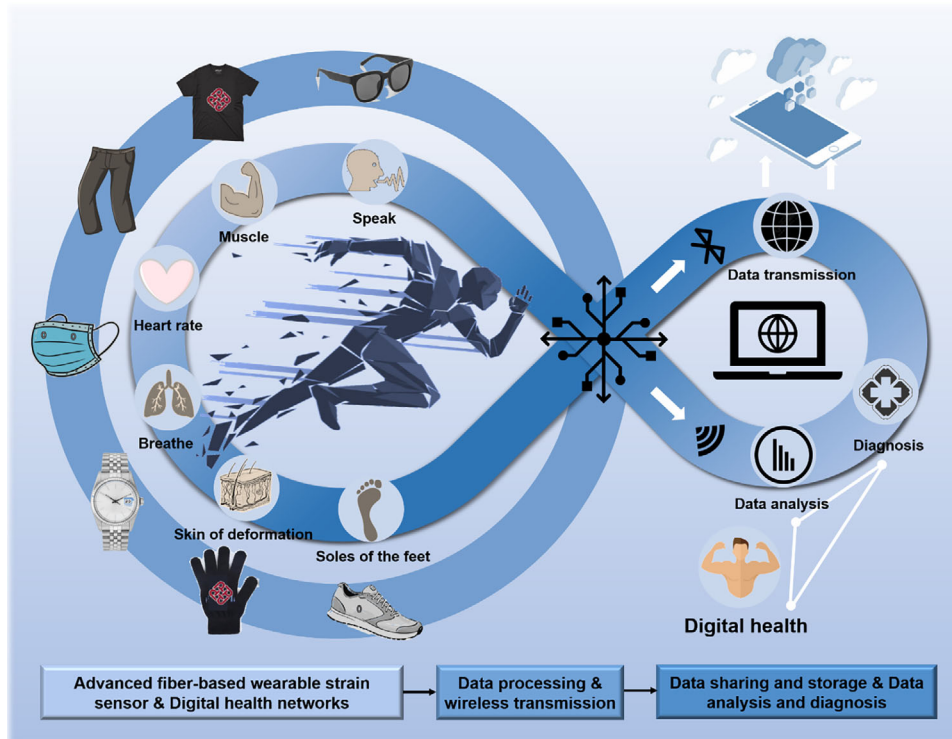 Speak
Muscle
Heart rate
Breathe
Skin of deformation
Soles of the feet
Data transmission
Diagnosis
Data analysis
Digital health
Advanced fiber-based wearable strain
sensor & Digital health networks
Data processing &
wireless transmission
Data sharing and storage & Data
analysis and diagnosis